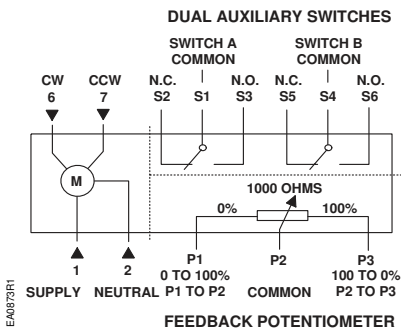 DUAL AUXILIARY SWITCHES
SWITCH A COMMON
SWITCH B COMMON
CW 6
CCW 7
N.C. S2
S1
N.O. S3
N.C. S5
S4
N.O. S6
M
1000 OHMS
0%
100%
1
SUPPLY
2
NEUTRAL
P1
0 TO 100%
P1 TO P2
P2
COMMON
P3
100 TO 0%
P2 TO P3
FEEDBACK POTENTIOMETER
EA0873R1